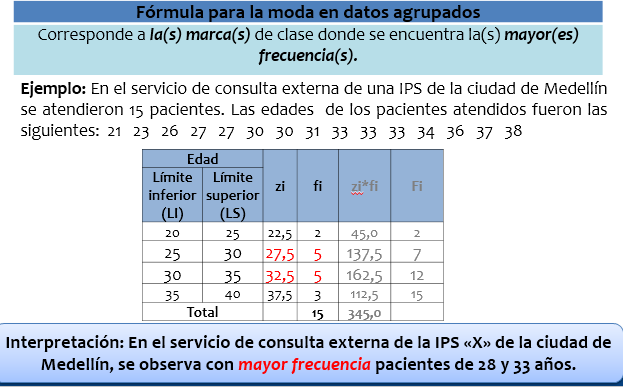 Fórmula para la moda en datos agrupados
Corresponde a la(s) marca(s) de clase donde se encuentra la(s) mayor(es)
frecuencia(s).
Ejemplo: En el servicio de consulta externa de una IPS de la ciudad de Medellín
se atendieron 15 pacientes. Las edades de los pacientes atendidos fueron las
siguientes: 21 23 26 27 27 30 30 31 33 33 33 34 36 37 38
Edad
Límite inferior (LI) Límite superior (LS) zi fi zi*fi Fi
20 25 22,5 2 45,0 2
25 30 27,5 5 137,5 7
30 35 32,5 5 162,5 12
35 40 37,5 3 112,5 15
Total 15 345,0
Interpretación: En el servicio de consulta externa de la IPS «X» de la ciudad de
Medellín, se observa con mayor frecuencia pacientes de 28 y 33 años.